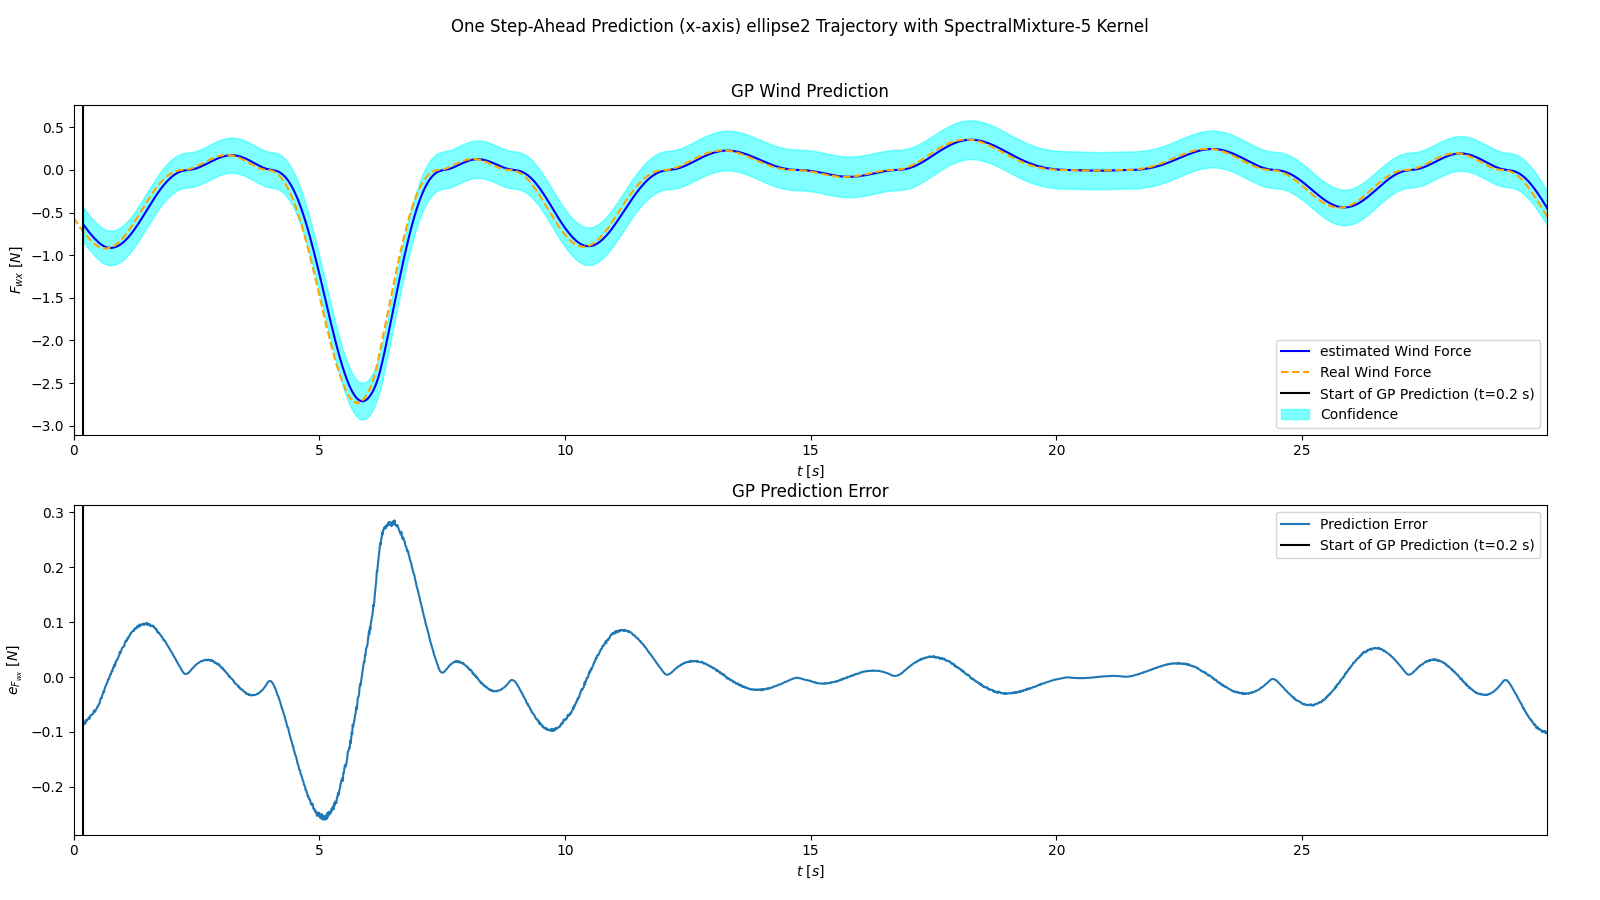 One Step-Ahead Prediction (x-axis) ellipse2 Trajectory with SpectralMixture-5 Kernel
GP Wind Prediction
0.5
0.0
−0.5
−1.0
−1.5
−2.0
−2.5
−3.0
F_wx [N]
estimated Wind Force
Real Wind Force
Start of GP Prediction (t=0.2 s)
Confidence
0 5 10 15 20 25
t [s]
GP Prediction Error
0.3
0.2
0.1
0.0
−0.1
−0.2
e_F_wx [N]
Prediction Error
Start of GP Prediction (t=0.2 s)
0 5 10 15 20 25
t [s]